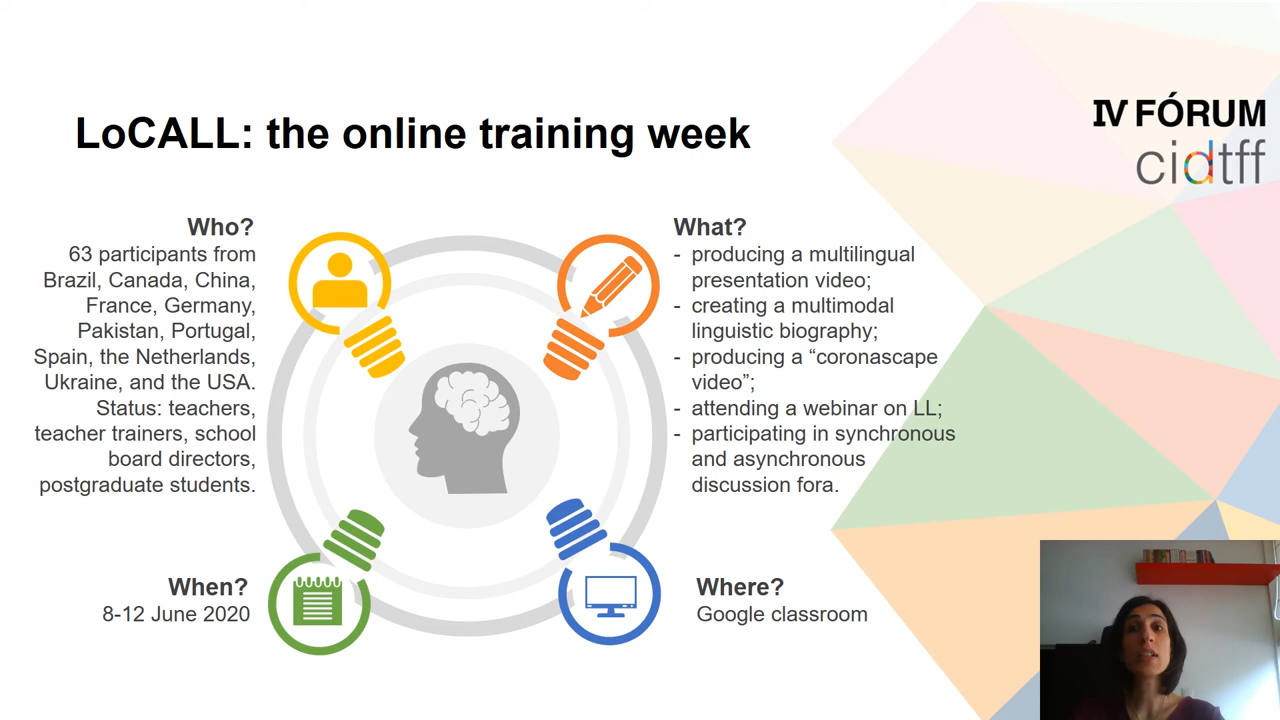 LoCALL: the online training week
IV FÓRUM
cidtff
Who?
63 participants from
Brazil, Canada, China,
France, Germany,
Pakistan, Portugal,
Spain, the Netherlands,
Ukraine, and the USA.
Status: teachers,
teacher trainers, school
board directors,
postgraduate students.
What?
- producing a multilingual
presentation video;
- creating a multimodal
linguistic biography;
- producing a “coronascape
video”;
- attending a webinar on LL;
- participating in synchronous
and asynchronous
discussion fora.
When?
8-12 June 2020
Where?
Google classroom